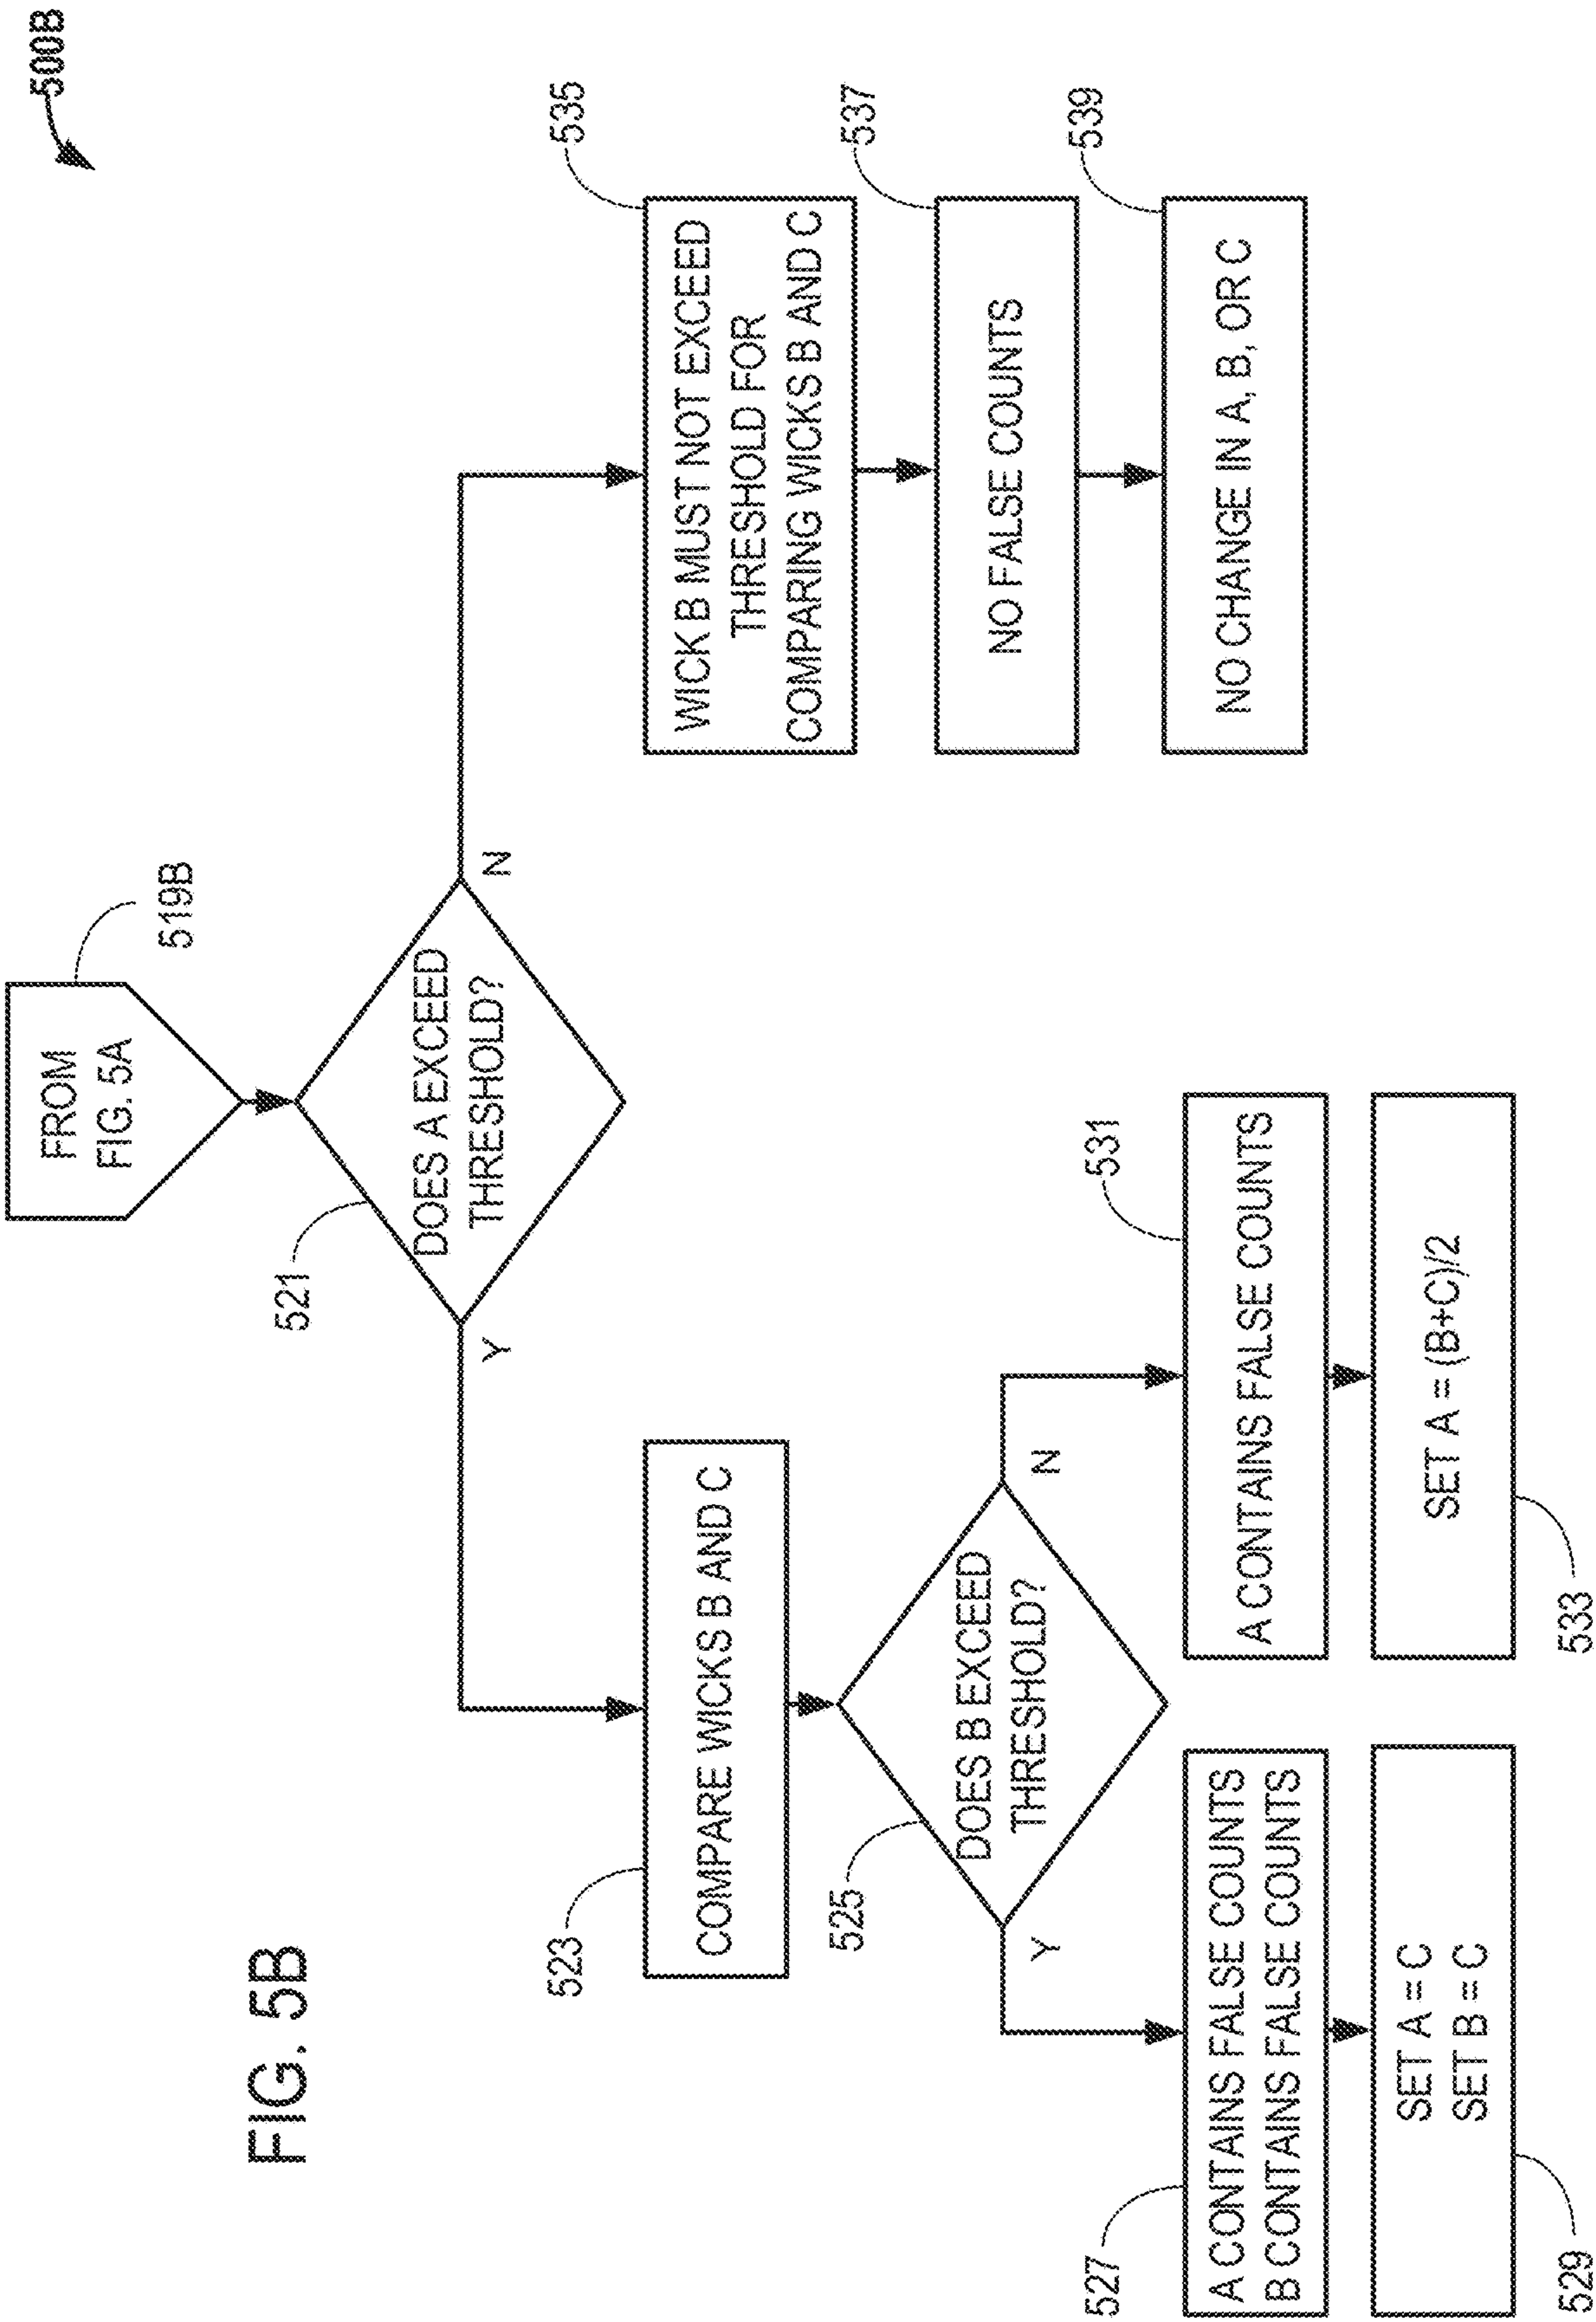 500B
FROM
FIG. 5A
519B
521
DOES A EXCEED
THRESHOLD?
Y
N
523
COMPARE WICKS B AND C
535
WICK B MUST NOT EXCEED
THRESHOLD FOR
COMPARING WICKS B AND C
525
DOES B EXCEED
THRESHOLD?
Y
N
537
NO FALSE COUNTS
527
A CONTAINS FALSE COUNTS
B CONTAINS FALSE COUNTS
531
A CONTAINS FALSE COUNTS
539
NO CHANGE IN A, B, OR C
SET A = C
SET B = C
529
SET A = (B+C)/2
533
FIG. 5B